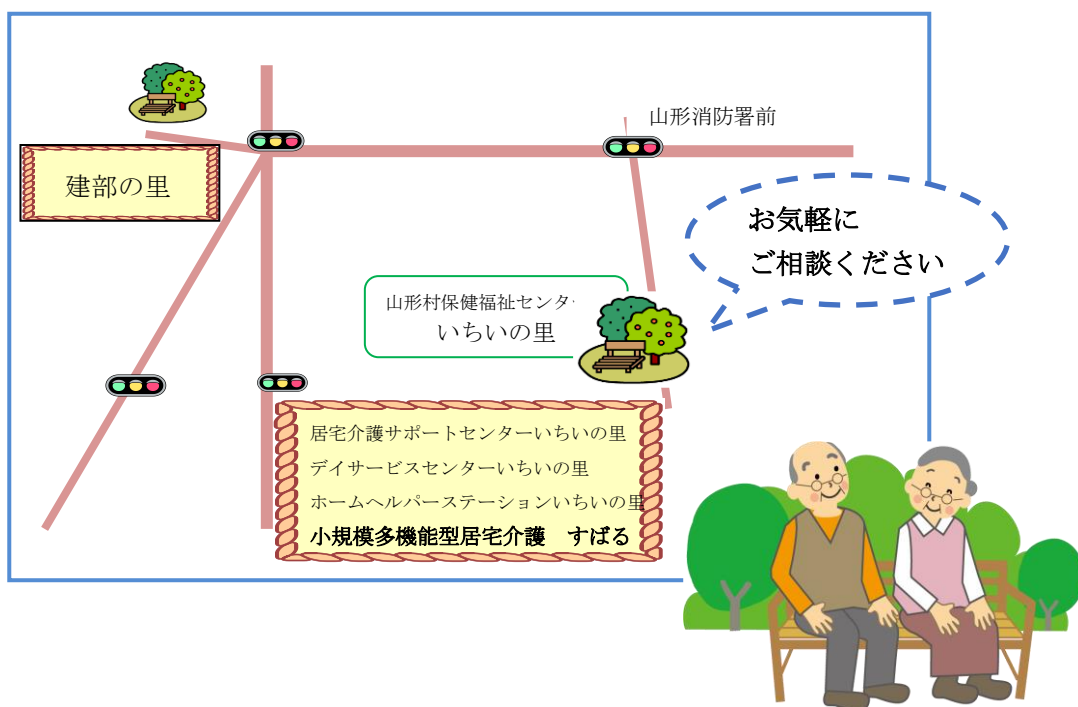 山形消防署前
建部の里
お気軽に
ご相談ください
山形村保健福祉センタ
いちいの里
居宅介護サポートセンターいちいの里
デイサービスセンターいちいの里
ホームヘルパーステーションいちいの里
小規模多機能型居宅介護　すばる